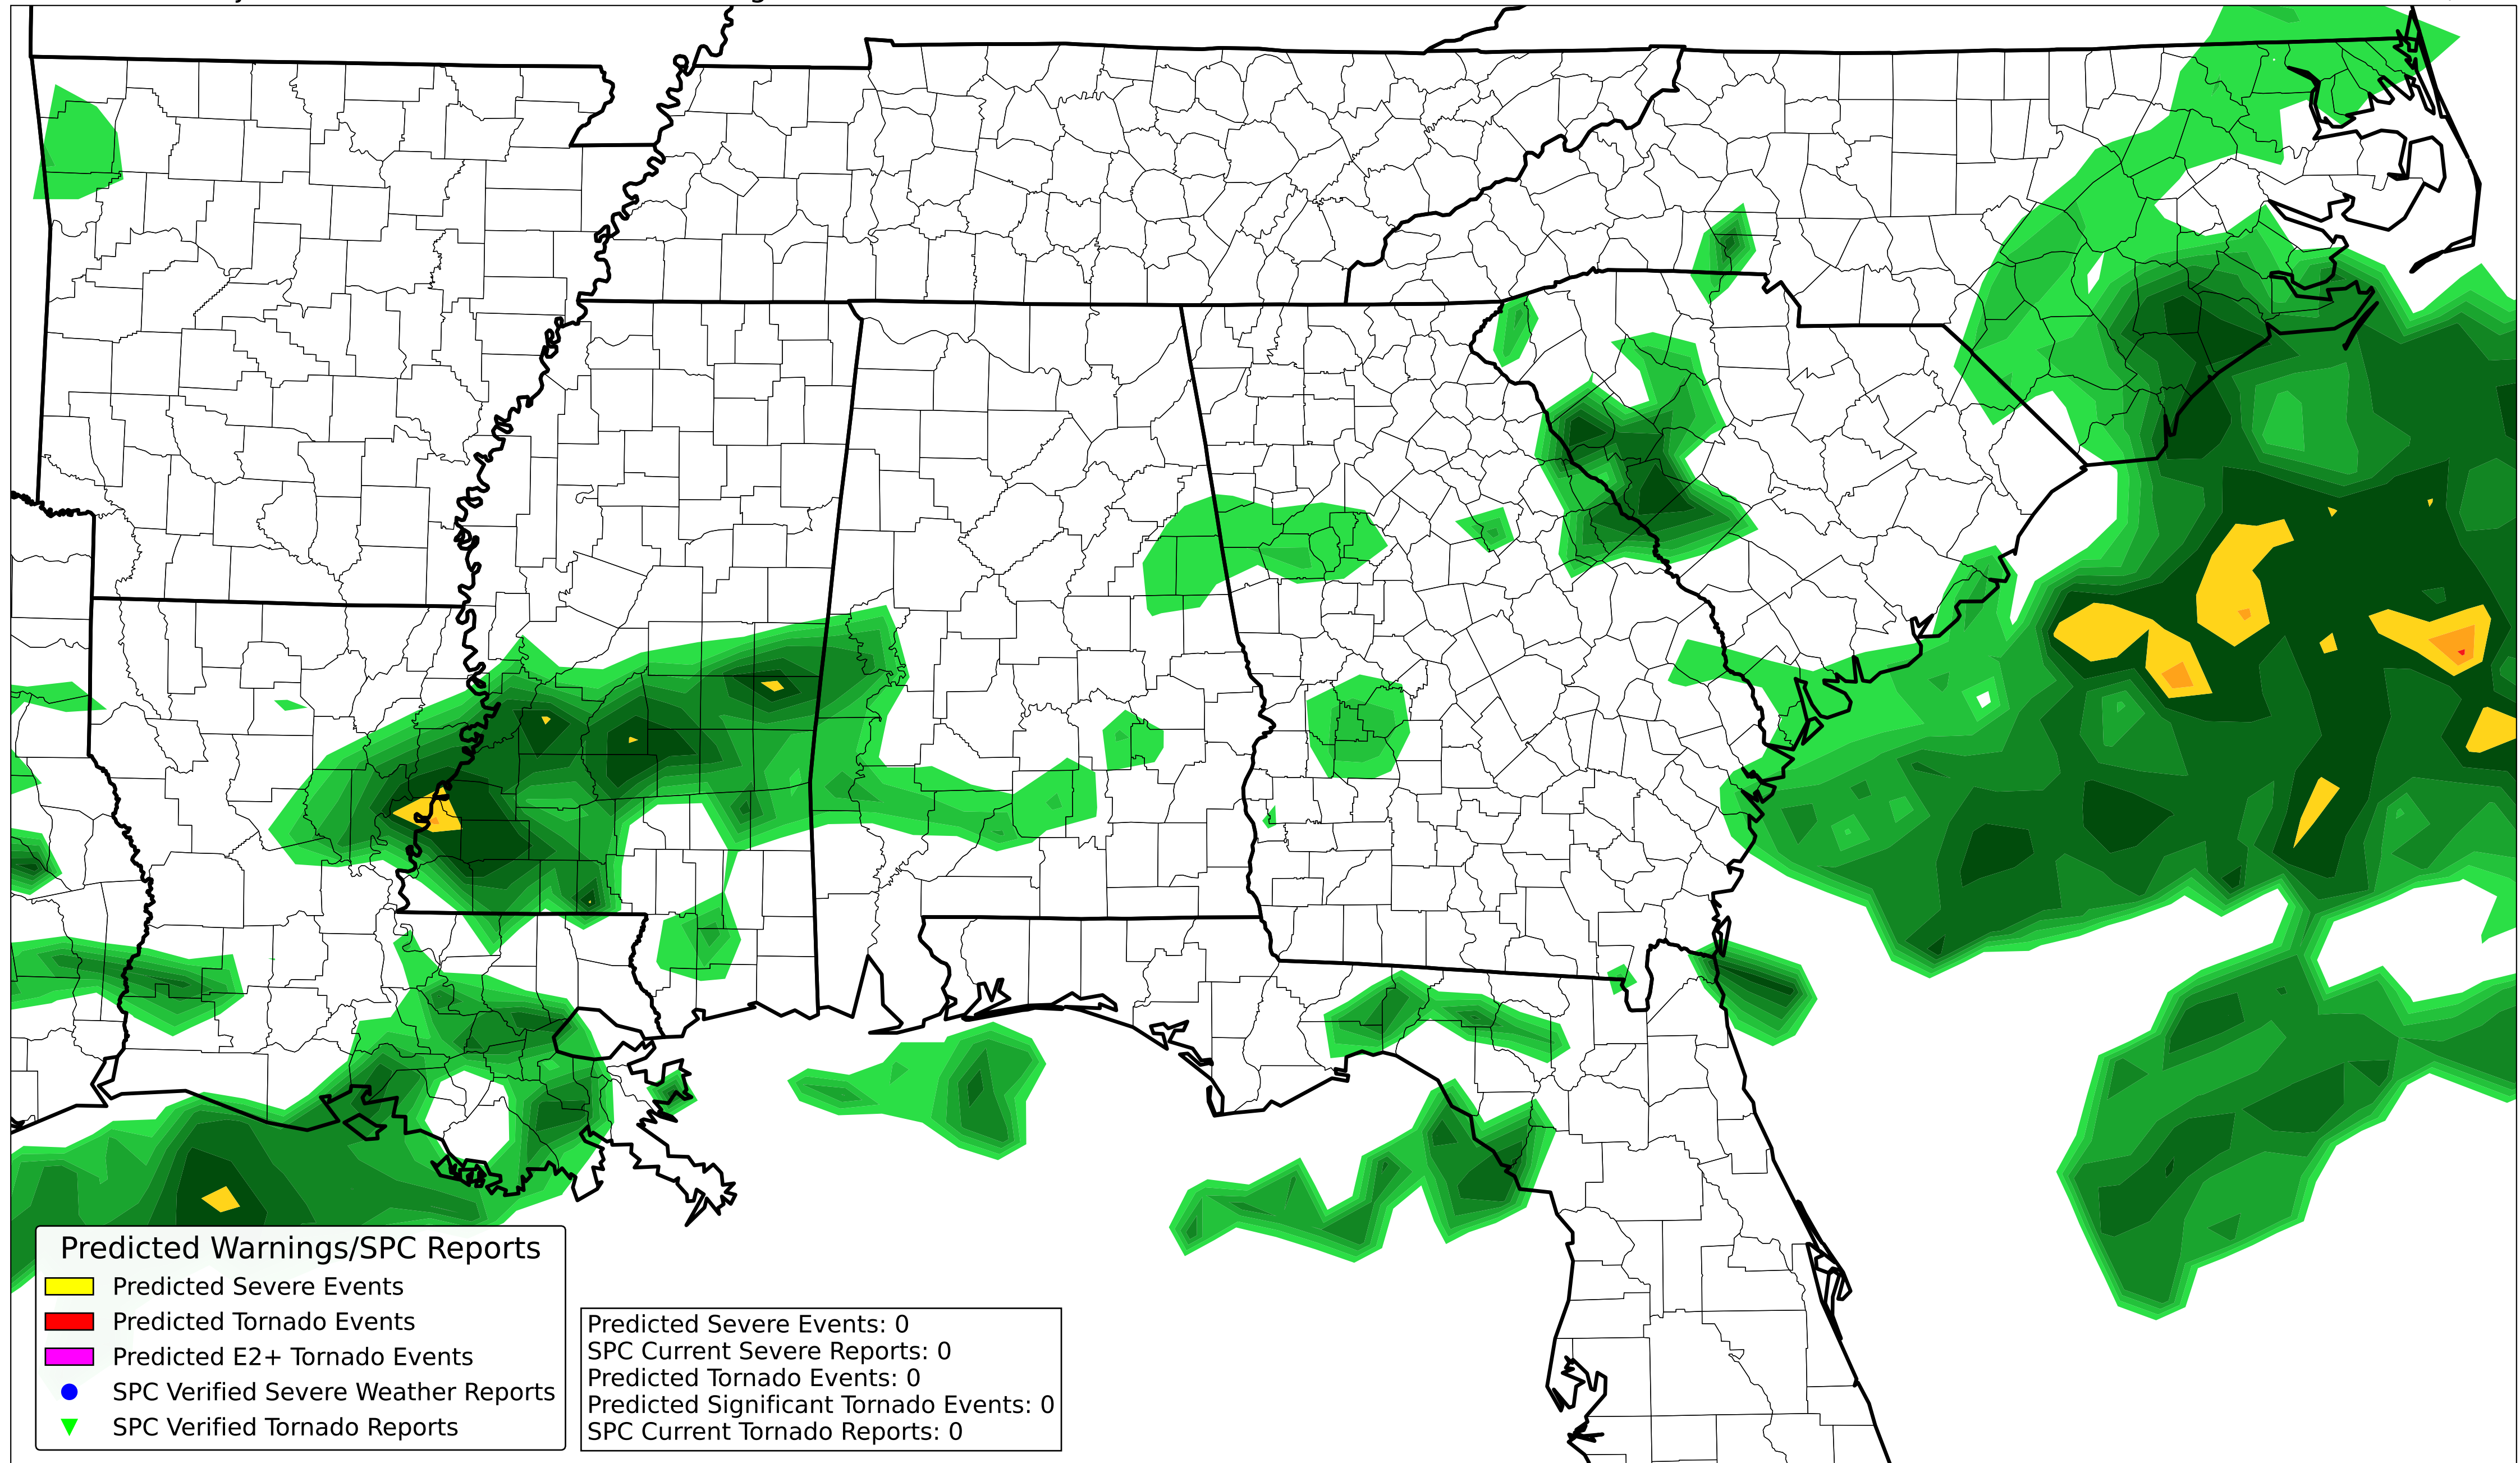 Predicted Warnings/SPC Reports
Predicted Severe Events
Predicted Tornado Events
Predicted E2+ Tornado Events
SPC Verified Severe Weather Reports
SPC Verified Tornado Reports
Predicted Severe Events: 0
SPC Current Severe Reports: 0
Predicted Tornado Events: 0
Predicted Significant Tornado Events: 0
SPC Current Tornado Reports: 0